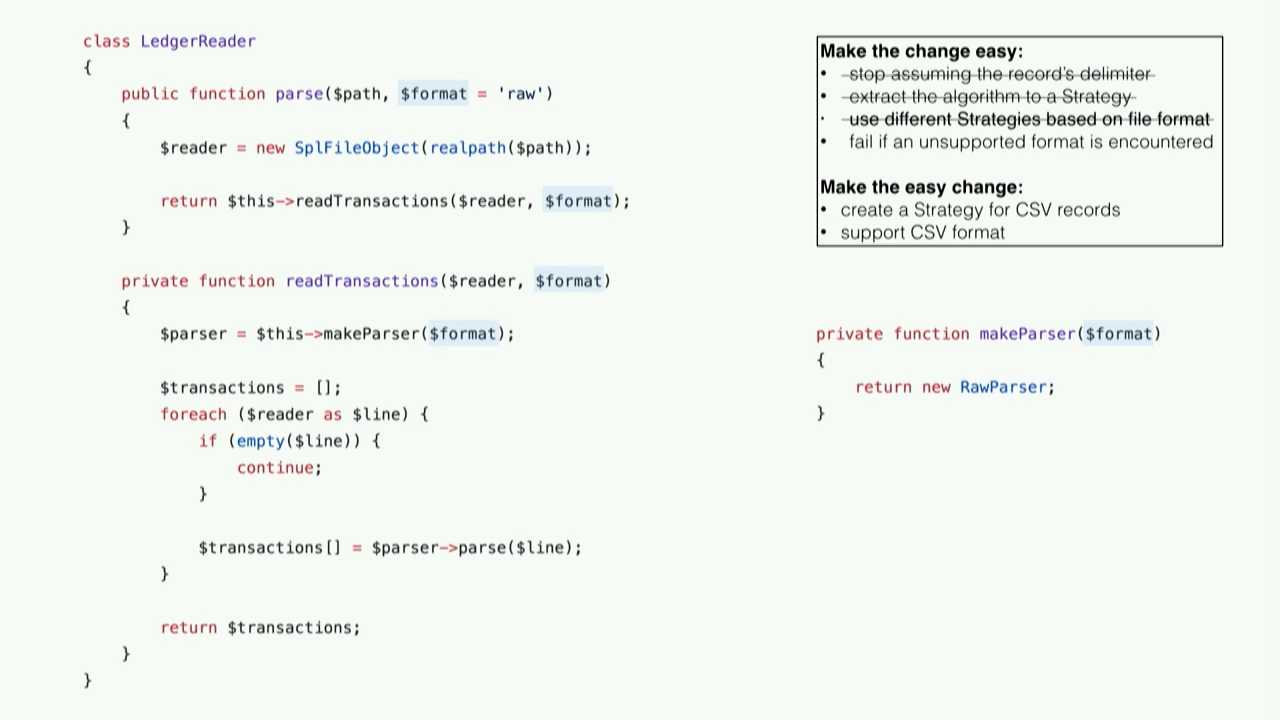 class LedgerReader
{
    public function parse($path, $format = 'raw')
    {
        $reader = new SplFileObject(realpath($path));
        return $this->readTransactions($reader, $format);
    }
    private function readTransactions($reader, $format)
    {
        $parser = $this->makeParser($format);
        $transactions = [];
        foreach ($reader as $line) {
            if (empty($line)) {
                continue;
            }
            $transactions[] = $parser->parse($line);
        }
        return $transactions;
    }
}
Make the change easy:
• stop assuming the record's delimiter
• extract the algorithm to a Strategy
• use different Strategies based on file format
• fail if an unsupported format is encountered
Make the easy change:
• create a Strategy for CSV records
• support CSV format
private function makeParser($format)
{
    return new RawParser;
}